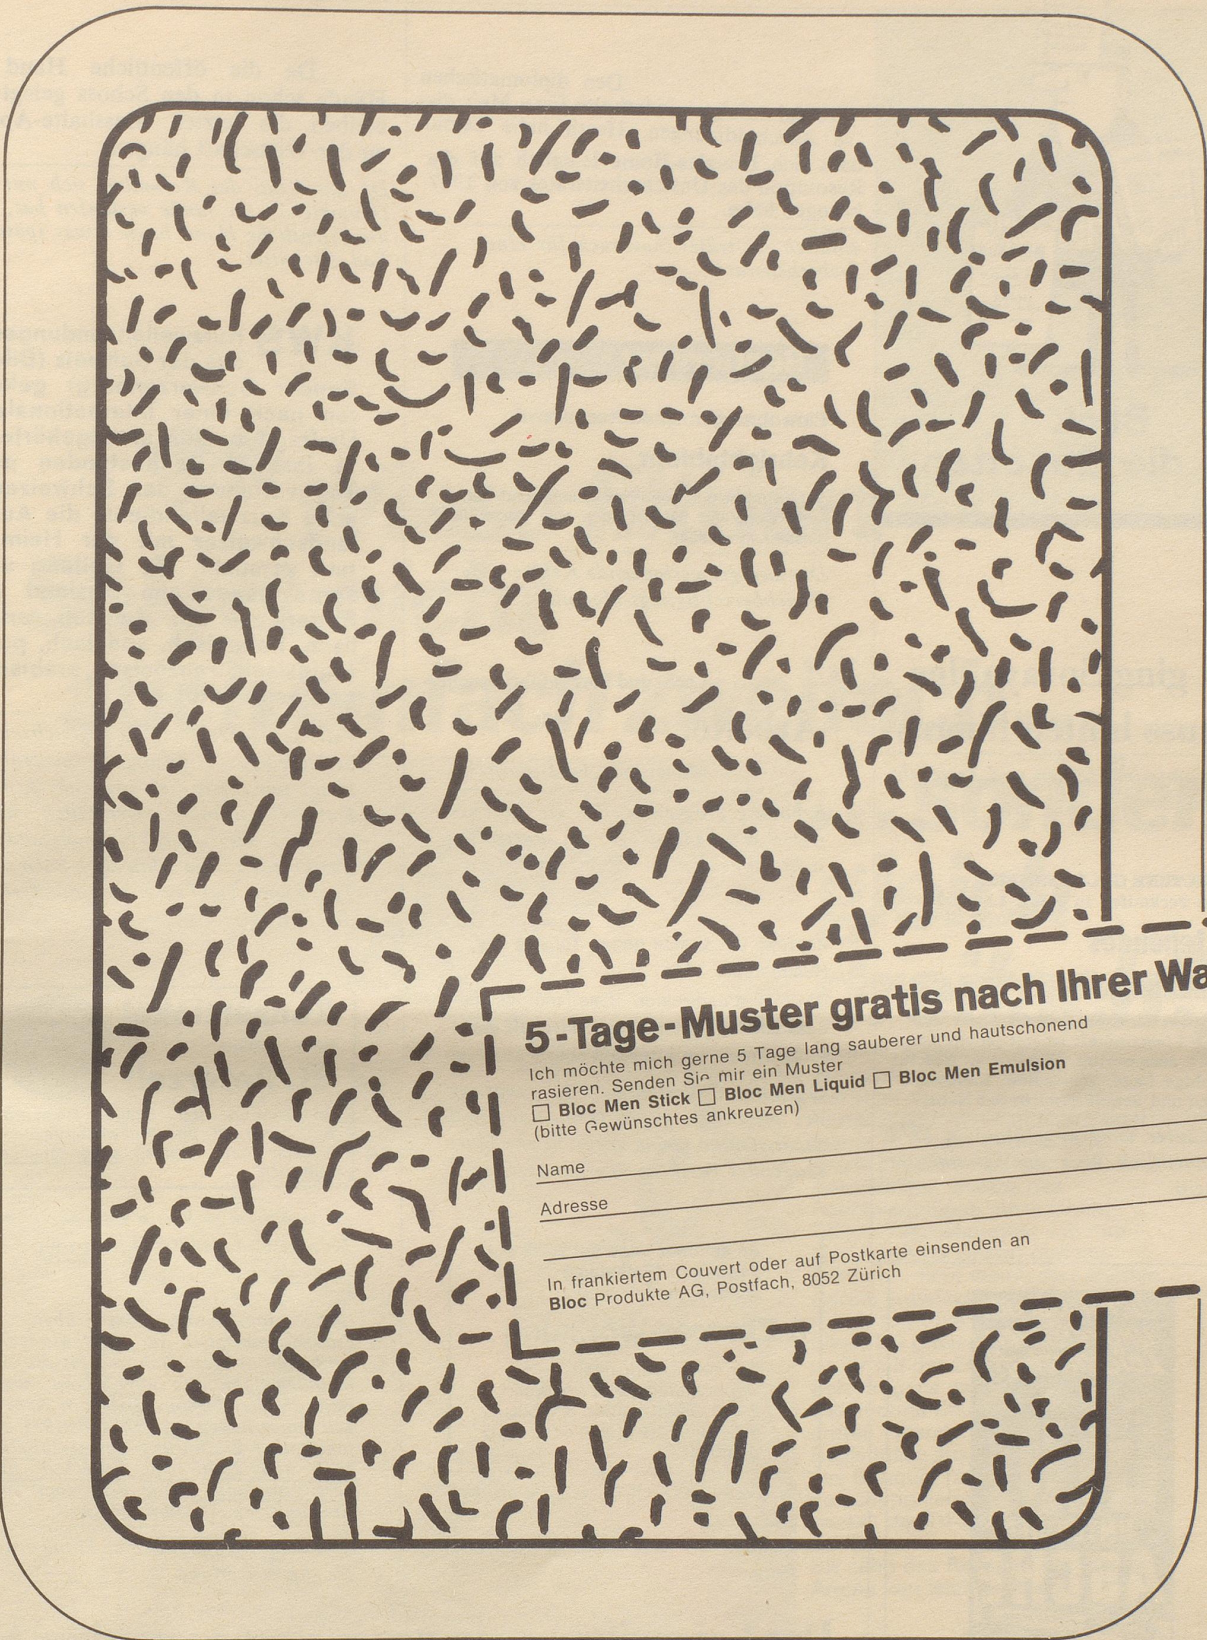 5-Tage-Muster gratis nach Ihrer Wa
Ich möchte mich gerne 5 Tage lang sauberer und hautschonend
rasieren. Senden Sie mir ein Muster
☐ Bloc Men Stick ☐ Bloc Men Liquid ☐ Bloc Men Emulsion
(bitte Gewünschtes ankreuzen)
Name
Adresse
In frankiertem Couvert oder auf Postkarte einsenden an
Bloc Produkte AG, Postfach, 8052 Zürich